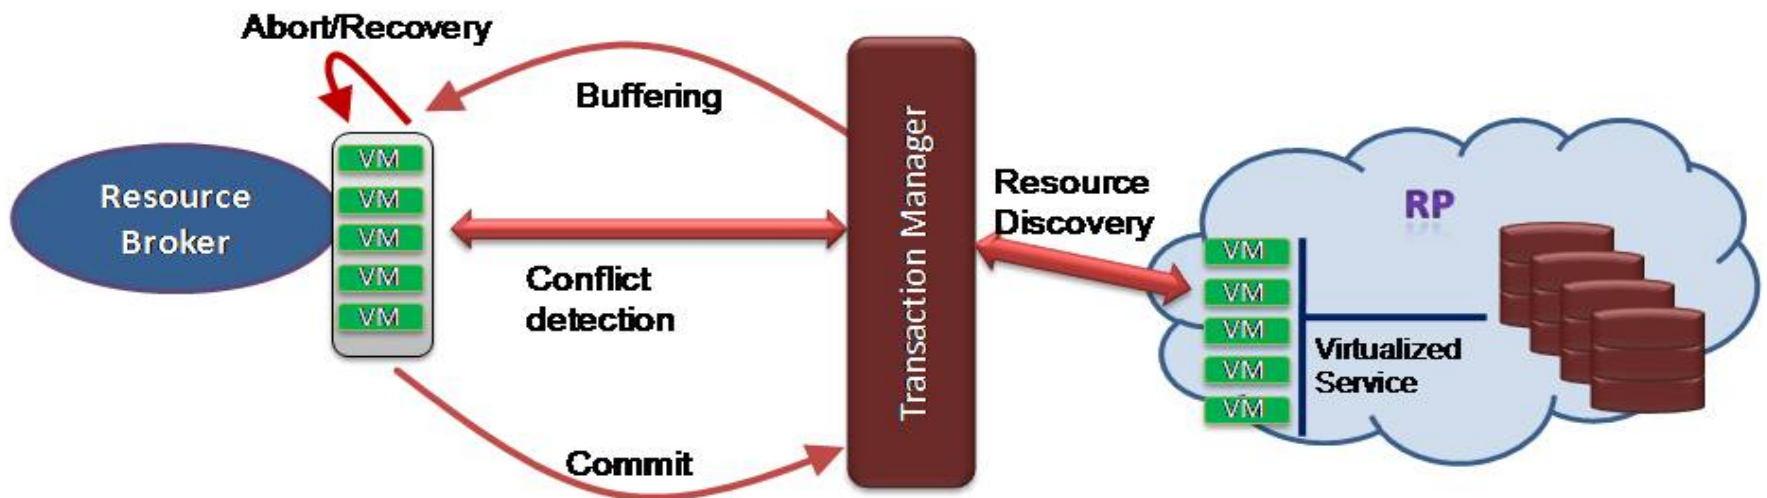 Abort/Recovery
Buffering
VM
VM
VM
VM
VM
Resource
Broker
Conflict
detection
Commit
Transaction Manager
Resource
Discovery
RP
VM
VM
VM
VM
VM
Virtualized
Service